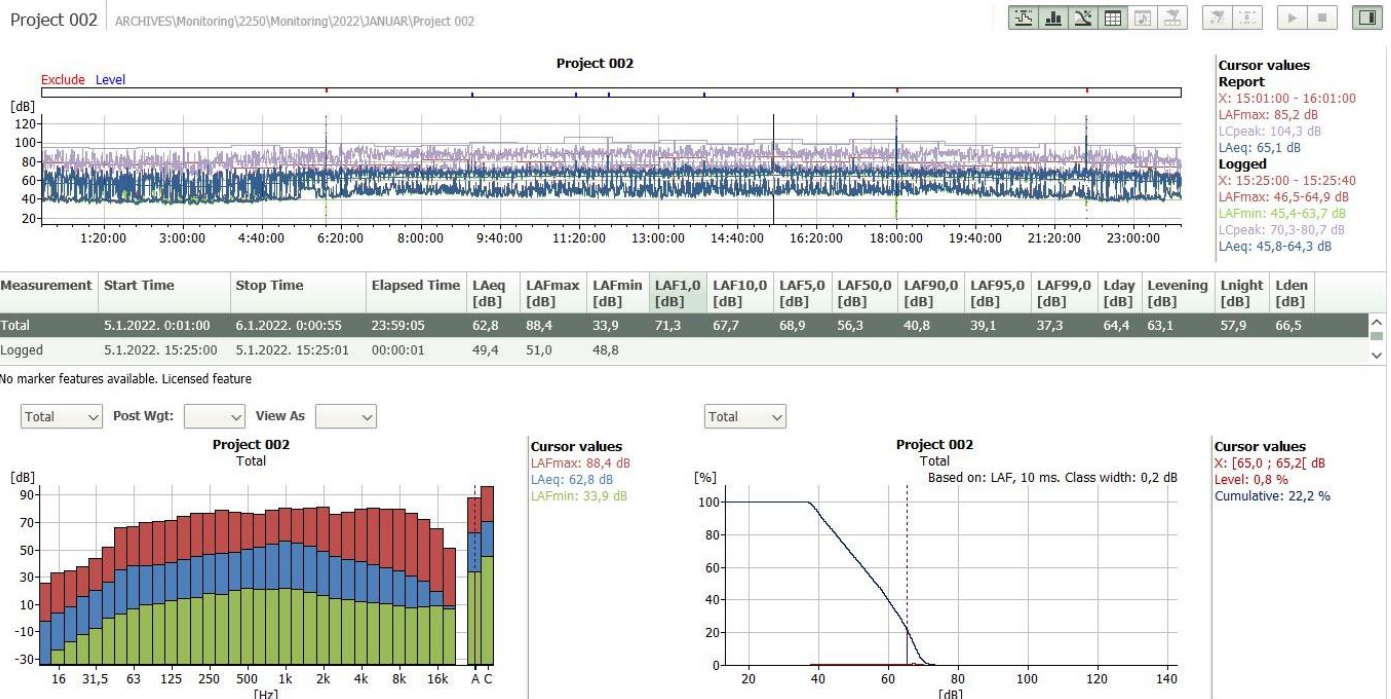 Project 002 ARCHIVES\Monitoring\2250\Monitoring\2022\JANUAR\Project 002
Project 002
Exclude Level
[dB]
120
100
80
60
40
20
1:20:00 3:00:00 4:40:00 6:20:00 8:00:00 9:40:00 11:20:00 13:00:00 14:40:00 16:20:00 18:00:00 19:40:00 21:20:00 23:00:00
Cursor values
Report
X: 15:01:00 - 16:01:00
LAFmax: 85,2 dB
LCpeak: 104,3 dB
LAeq: 65,1 dB
Logged
X: 15:25:00 - 15:25:40
LAFmax: 46,5-64,9 dB
LAFmin: 45,4-63,7 dB
LCpeak: 70,3-80,7 dB
LAeq: 45,8-64,3 dB
Measurement Start Time Stop Time Elapsed Time LAeq LAFmax LAFmin LAF1,0 LAF10,0 LAF5,0 LAF50,0 LAF90,0 LAF95,0 LAF99,0 Lday Levening Lnight Lden
[dB] [dB] [dB] [dB] [dB] [dB] [dB] [dB] [dB] [dB] [dB] [dB] [dB] [dB]
Total 5.1.2022. 0:01:00 6.1.2022. 0:00:55 23:59:05 62,8 88,4 33,9 71,3 67,7 68,9 56,3 40,8 39,1 37,3 64,4 63,1 57,9 66,5
Logged 5.1.2022. 15:25:00 5.1.2022. 15:25:01 00:00:01 49,4 51,0 48,8
No marker features available. Licensed feature
Total Post Wgt: View As
Project 002
Total
[dB]
90
70
50
30
10
-10
-30
16 31,5 63 125 250 500 1k 2k 4k 8k 16k A C
[Hz]
Cursor values
LAFmax: 88,4 dB
LAeq: 62,8 dB
LAFmin: 33,9 dB
Total
Project 002
Total
Based on: LAF, 10 ms. Class width: 0,2 dB
[%]
100
80
60
40
20
0
20 40 60 80 100 120 140
[dB]
Cursor values
X: [65,0 ; 65,2[ dB
Level: 0,8 %
Cumulative: 22,2 %